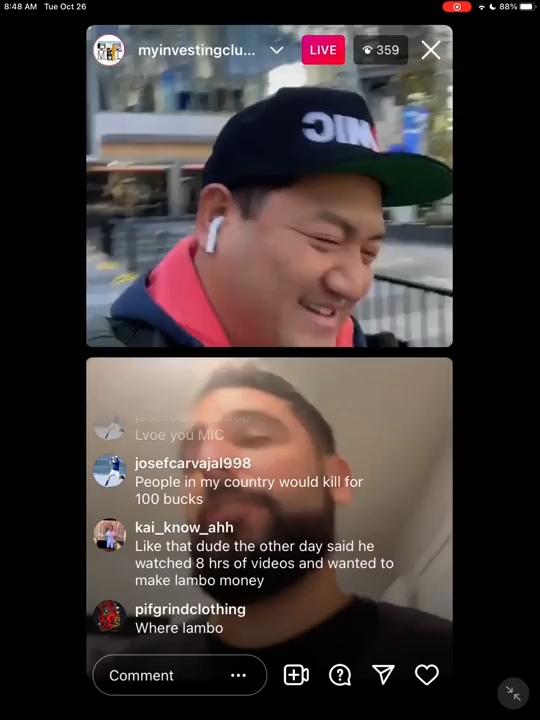 8:48 AM Tue Oct 26
88%
myinvestingclu...
LIVE
359
MIC
Lvoe you MIC
josefcarvajal998
People in my country would kill for
100 bucks
kai_know_ahh
Like that dude the other day said he
watched 8 hrs of videos and wanted to
make lambo money
pifgrindclothing
Where lambo
Comment